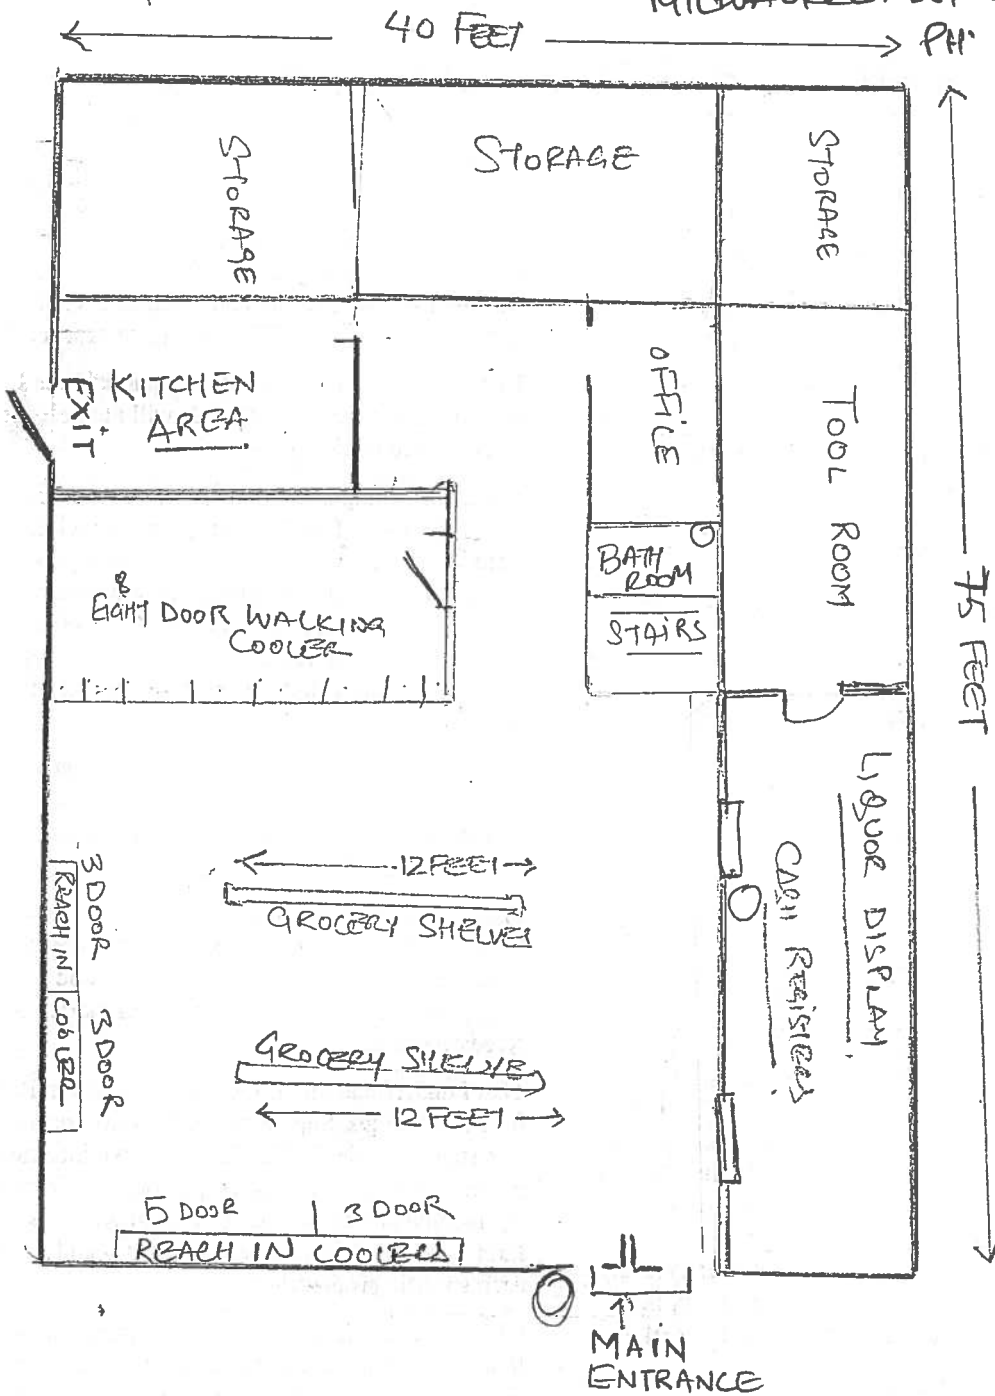 40 FEET
PH:
STORAGE
STORAGE
STORAGE
EXIT
KITCHEN
AREA
OFFICE
TOOL ROOM
75 FEET
BATH
ROOM
STAIRS
8
EIGHT DOOR WALKING
COOLER
LIQUOR DISPLAY
CASH REGISTERS
3 DOOR
REACH IN
12 FEET
GROCERY SHELVES
3 DOOR
COOLER
GROCERY SHELVE
12 FEET
5 DOOR
3 DOOR
REACH IN COOLERS
MAIN
ENTRANCE